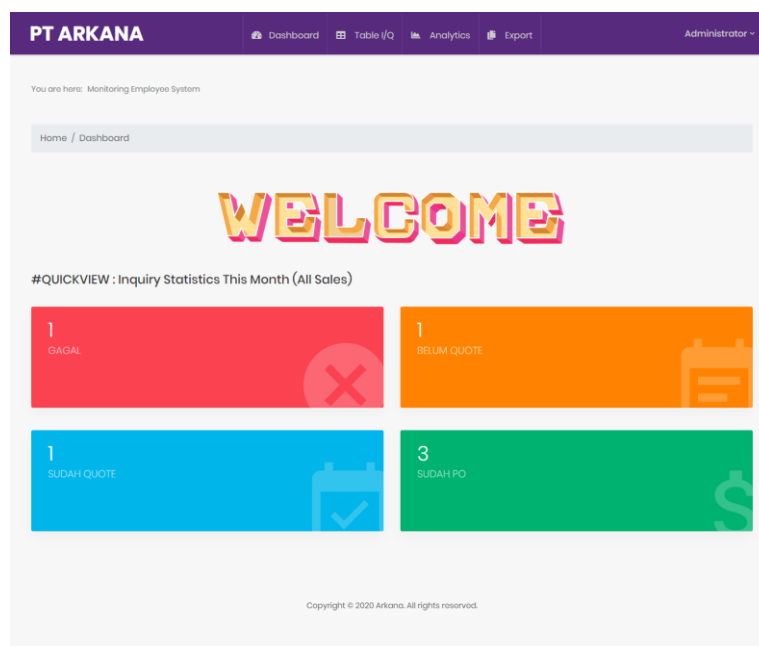 PT ARKANA
Dashboard
Table I/Q
Analytics
Export
Administrator
You are here: Monitoring Employee System
Home / Dashboard
WELCOME
#QUICKVIEW : Inquiry Statistics This Month (All Sales)
1
GAGAL
1
BELUM QUOTE
1
SUDAH QUOTE
3
SUDAH PO
$
Copyright © 2020 Arkana. All rights reserved.